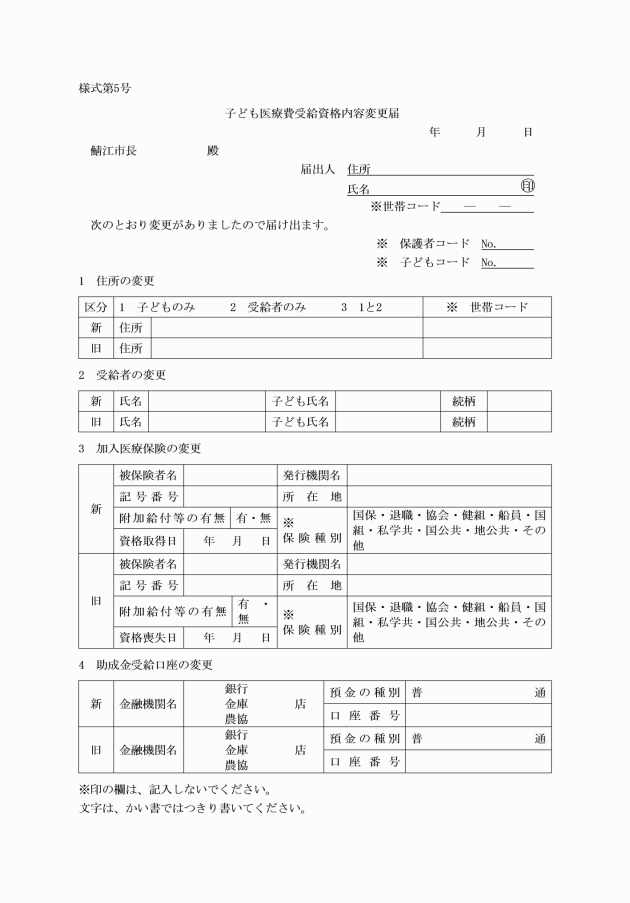 様式第5号
子ども医療費受給資格内容変更届
年　月　日
鯖江市長　殿
届出人　住所
氏名　㊞
※世帯コード　―　―
次のとおり変更がありましたので届け出ます。
※　保護者コード　No.
※　子どもコード　No.
1　住所の変更
区分　1　子どものみ　2　受給者のみ　3　1と2　※　世帯コード
新　住所
旧　住所
2　受給者の変更
新　氏名　子ども氏名　続柄
旧　氏名　子ども氏名　続柄
3　加入医療保険の変更
新
被保険者名　発行機関名
記号番号　所在地
附加給付等の有無　有・無
資格取得日　年　月　日
※
保険種別
国保・退職・協会・健組・船員・国
組・私学共・国公共・地公共・その
他
旧
被保険者名　発行機関名
記号番号　所在地
附加給付等の有無　有・
無
資格喪失日　年　月　日
※
保険種別
国保・退職・協会・健組・船員・国
組・私学共・国公共・地公共・その
他
4　助成金受給口座の変更
新　金融機関名
銀行
金庫　店
農協
預金の種別　普通
口座番号
旧　金融機関名
銀行
金庫　店
農協
預金の種別　普通
口座番号
※印の欄は、記入しないでください。
文字は、かい書ではつきり書いてください。